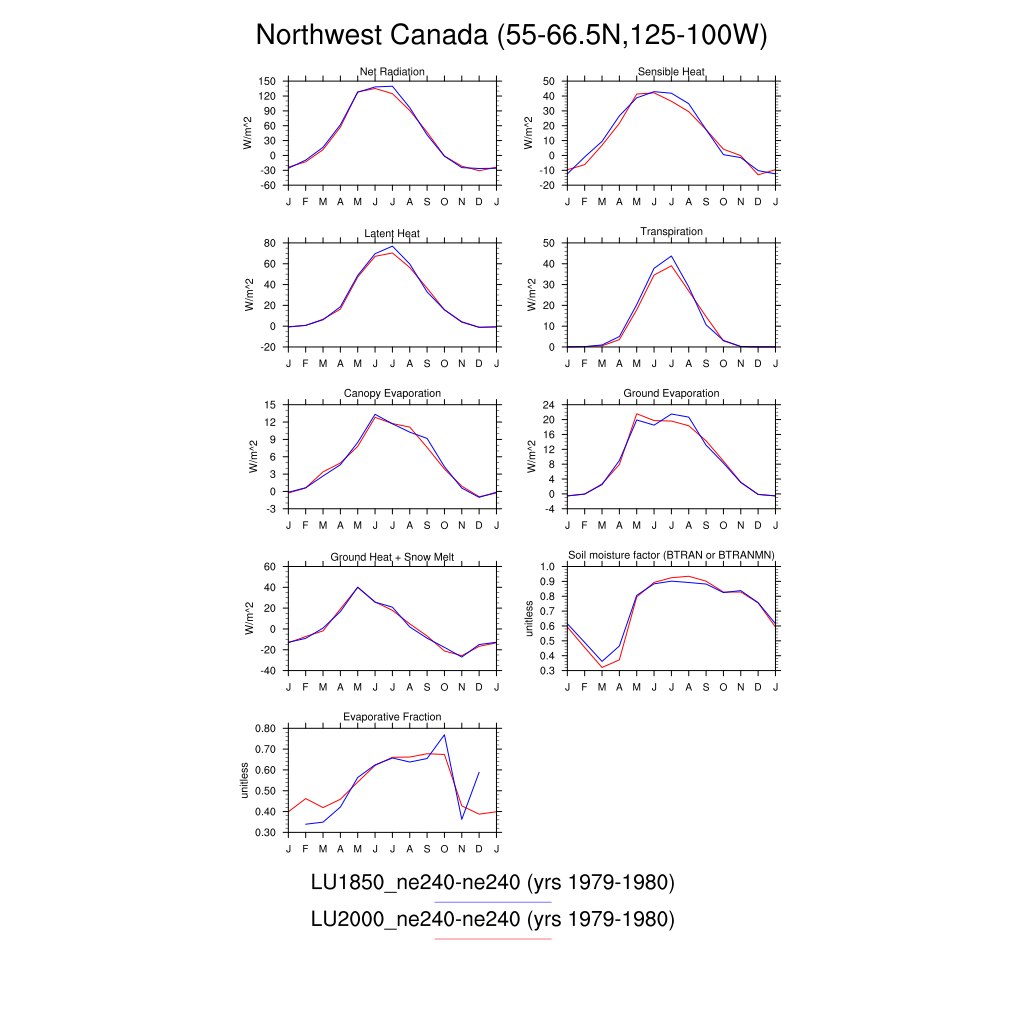 Northwest Canada (55-66.5N,125-100W)
Net Radiation
150
120
90
60
30
0
-30
-60
W/m^2
J F M A M J J A S O N D J
Sensible Heat
50
40
30
20
10
0
-10
-20
W/m^2
J F M A M J J A S O N D J
Latent Heat
80
60
40
20
0
-20
W/m^2
J F M A M J J A S O N D J
Transpiration
50
40
30
20
10
0
W/m^2
J F M A M J J A S O N D J
Canopy Evaporation
15
12
9
6
3
0
-3
W/m^2
J F M A M J J A S O N D J
Ground Evaporation
24
20
16
12
8
4
0
-4
W/m^2
J F M A M J J A S O N D J
Ground Heat + Snow Melt
60
40
20
0
-20
-40
W/m^2
J F M A M J J A S O N D J
Soil moisture factor (BTRAN or BTRANMN)
1.0
0.9
0.8
0.7
0.6
0.5
0.4
0.3
unitless
J F M A M J J A S O N D J
Evaporative Fraction
0.80
0.70
0.60
0.50
0.40
0.30
unitless
J F M A M J J A S O N D J
LU1850_ne240-ne240 (yrs 1979-1980)
LU2000_ne240-ne240 (yrs 1979-1980)